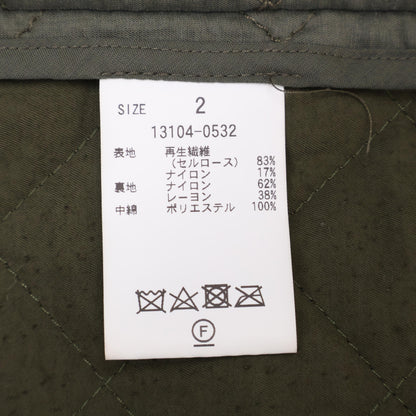 SIZE 2
13104-0532
表地 再生繊維
(セルロース) 83%
ナイロン 17%
裏地 ナイロン 62%
レーヨン 38%
中綿 ポリエステル 100%
F